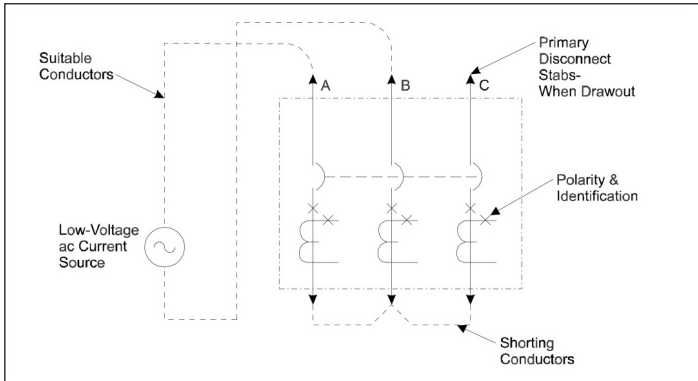 Suitable
Conductors
Primary
Disconnect
Stabs-
When Drawout
A
B
C
Polarity &
Identification
Low-Voltage
ac Current
Source
Shorting
Conductors